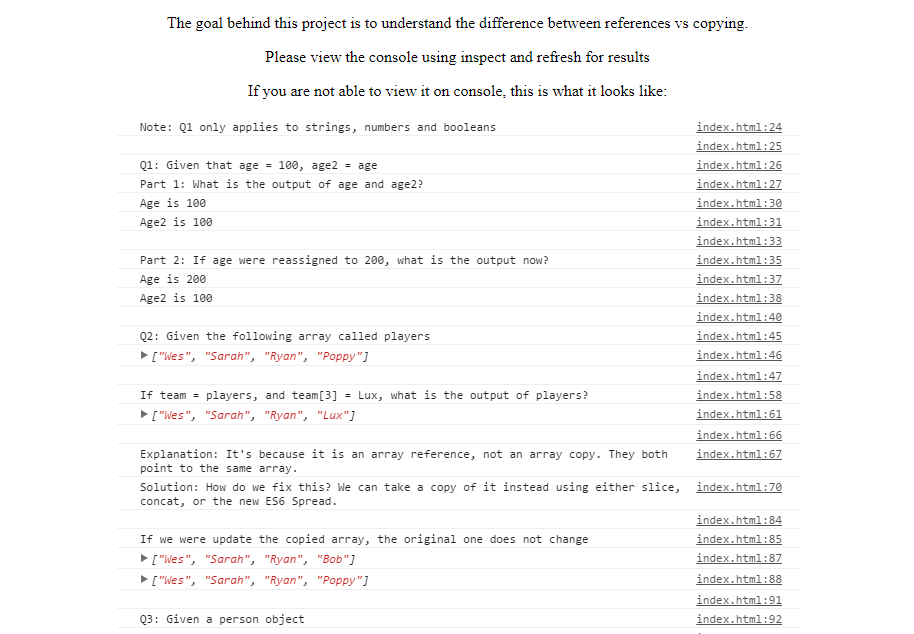 The goal behind this project is to understand the difference between references vs copying.
Please view the console using inspect and refresh for results
If you are not able to view it on console, this is what it looks like:
Note: Q1 only applies to strings, numbers and booleans index.html:24
index.html:25
Q1: Given that age = 100, age2 = age index.html:26
Part 1: What is the output of age and age2? index.html:27
Age is 100 index.html:30
Age2 is 100 index.html:31
index.html:33
Part 2: If age were reassigned to 200, what is the output now? index.html:35
Age is 200 index.html:37
Age2 is 100 index.html:38
index.html:40
Q2: Given the following array called players index.html:45
["Wes", "Sarah", "Ryan", "Poppy"] index.html:46
index.html:47
If team = players, and team[3] = Lux, what is the output of players? index.html:58
["Wes", "Sarah", "Ryan", "Lux"] index.html:61
index.html:66
Explanation: It's because it is an array reference, not an array copy. They both index.html:67
point to the same array.
Solution: How do we fix this? We can take a copy of it instead using either slice, index.html:70
concat, or the new ES6 Spread.
index.html:84
If we were update the copied array, the original one does not change index.html:85
["Wes", "Sarah", "Ryan", "Bob"] index.html:87
["Wes", "Sarah", "Ryan", "Poppy"] index.html:88
index.html:91
Q3: Given a person object index.html:92